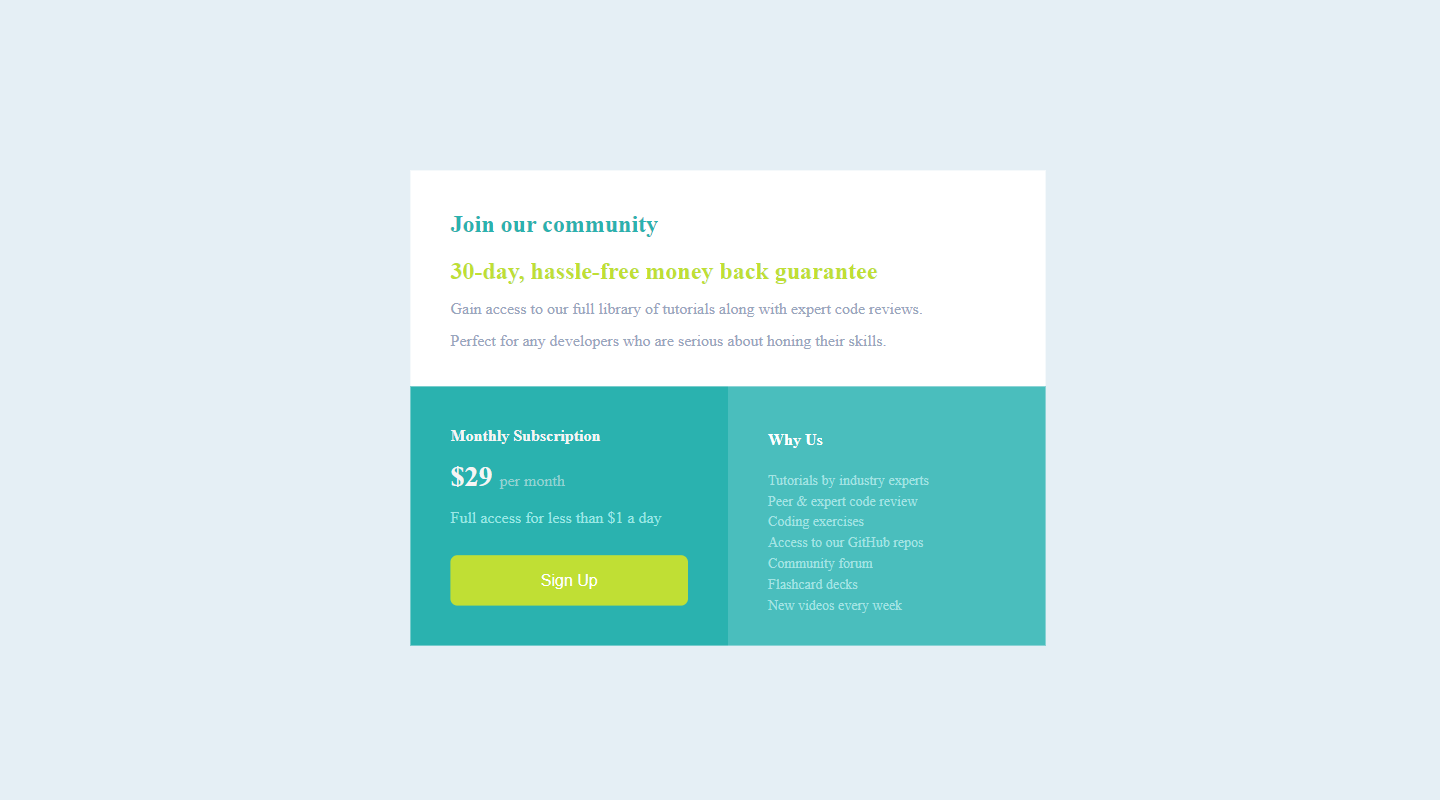 Join our community
30-day, hassle-free money back guarantee
Gain access to our full library of tutorials along with expert code reviews.
Perfect for any developers who are serious about honing their skills.
Monthly Subscription
$29 per month
Full access for less than $1 a day
Sign Up
Why Us
Tutorials by industry experts
Peer & expert code review
Coding exercises
Access to our GitHub repos
Community forum
Flashcard decks
New videos every week